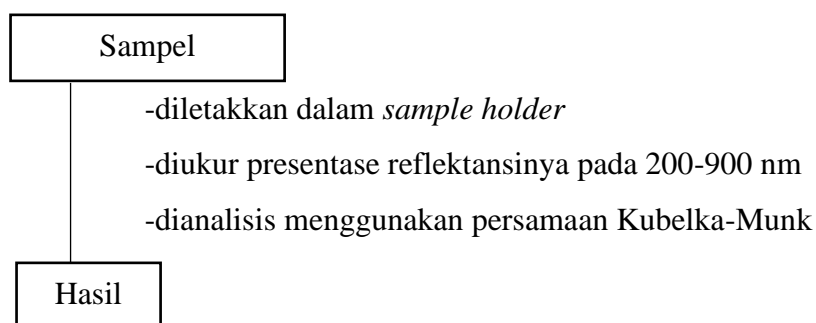 Sampel
-diletakkan dalam sample holder
-diukur presentase reflektansinya pada 200-900 nm
-dianalisis menggunakan persamaan Kubelka-Munk
Hasil